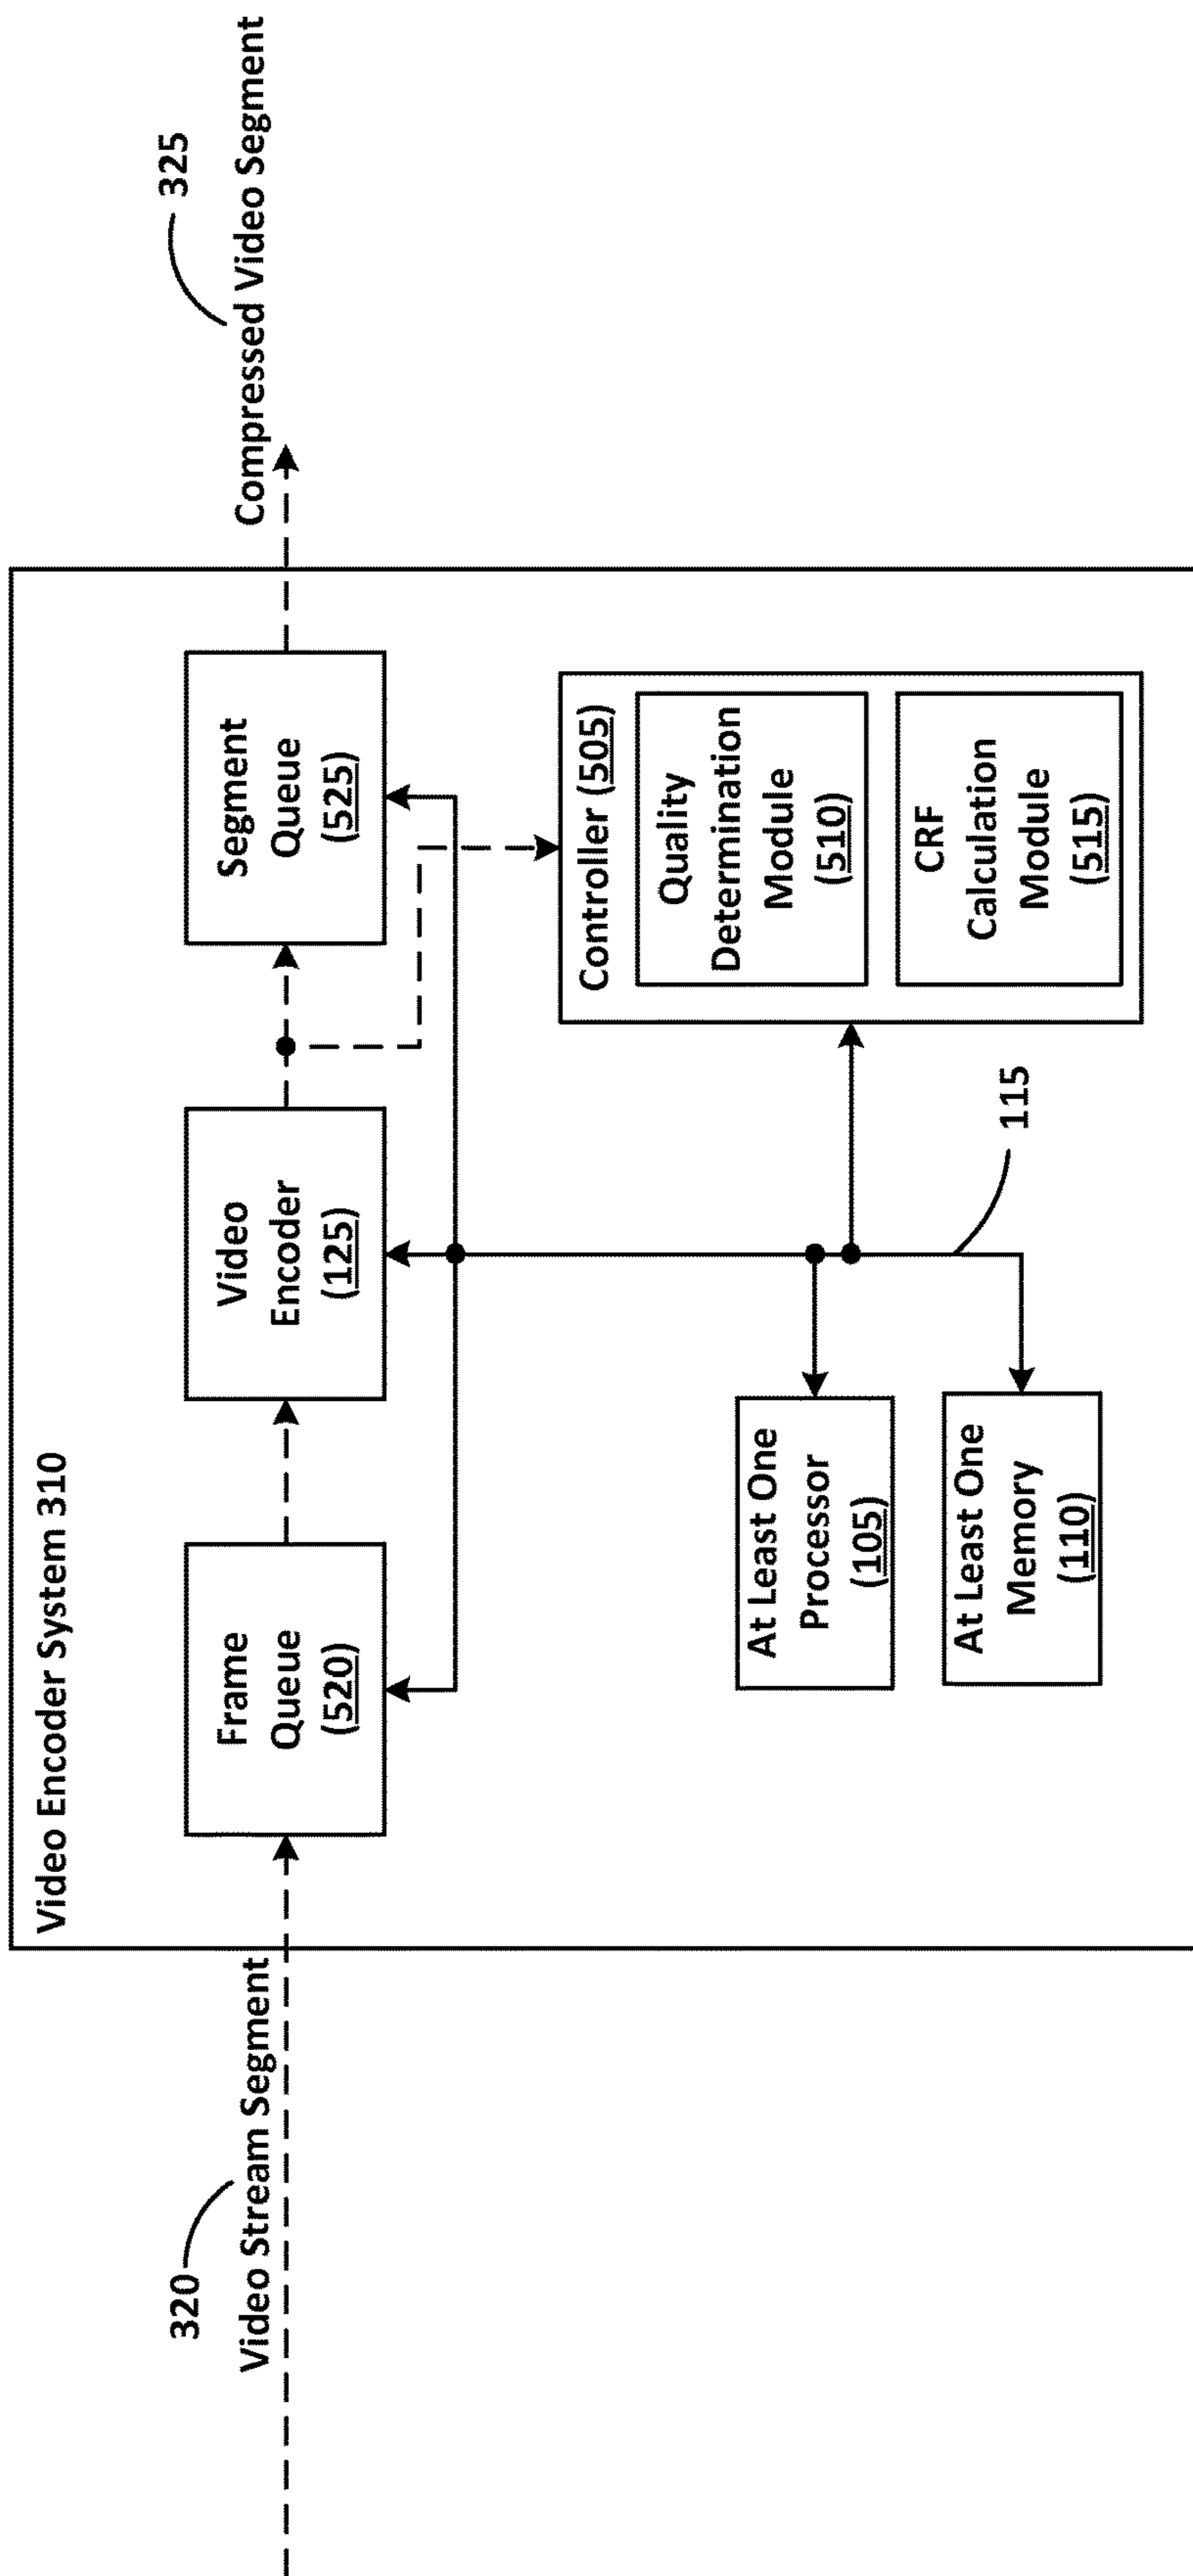 Video Encoder System 310
320
Video Stream Segment
Frame
Queue
(520)
Video
Encoder
(125)
Segment
Queue
(525)
325
Compressed Video Segment
At Least One
Processor
(105)
At Least One
Memory
(110)
115
Controller (505)
Quality
Determination
Module
(510)
CRF
Calculation
Module
(515)